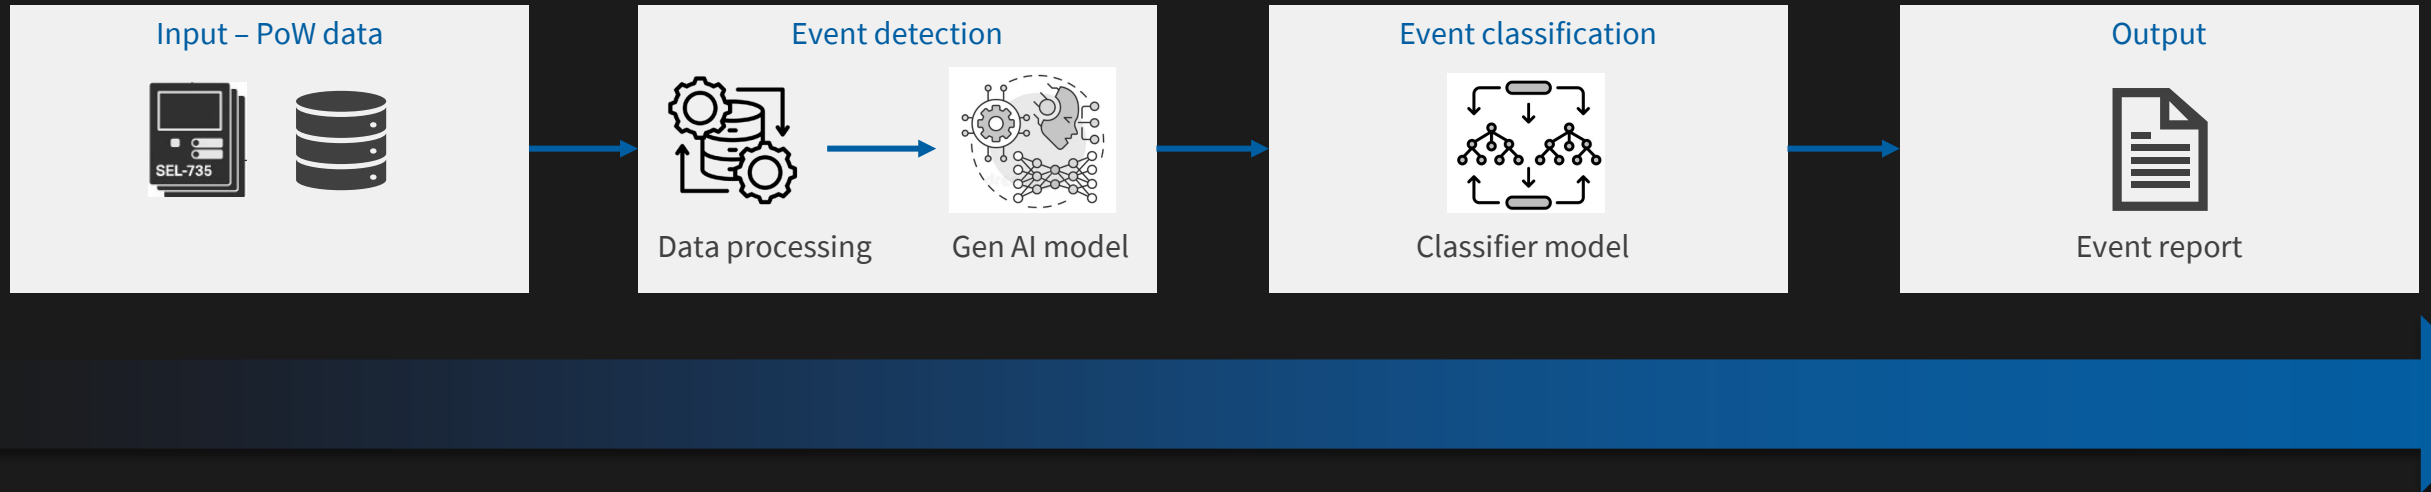 Input – PoW data
SEL-735
Event detection
Data processing
Gen AI model
Event classification
Classifier model
Output
Event report